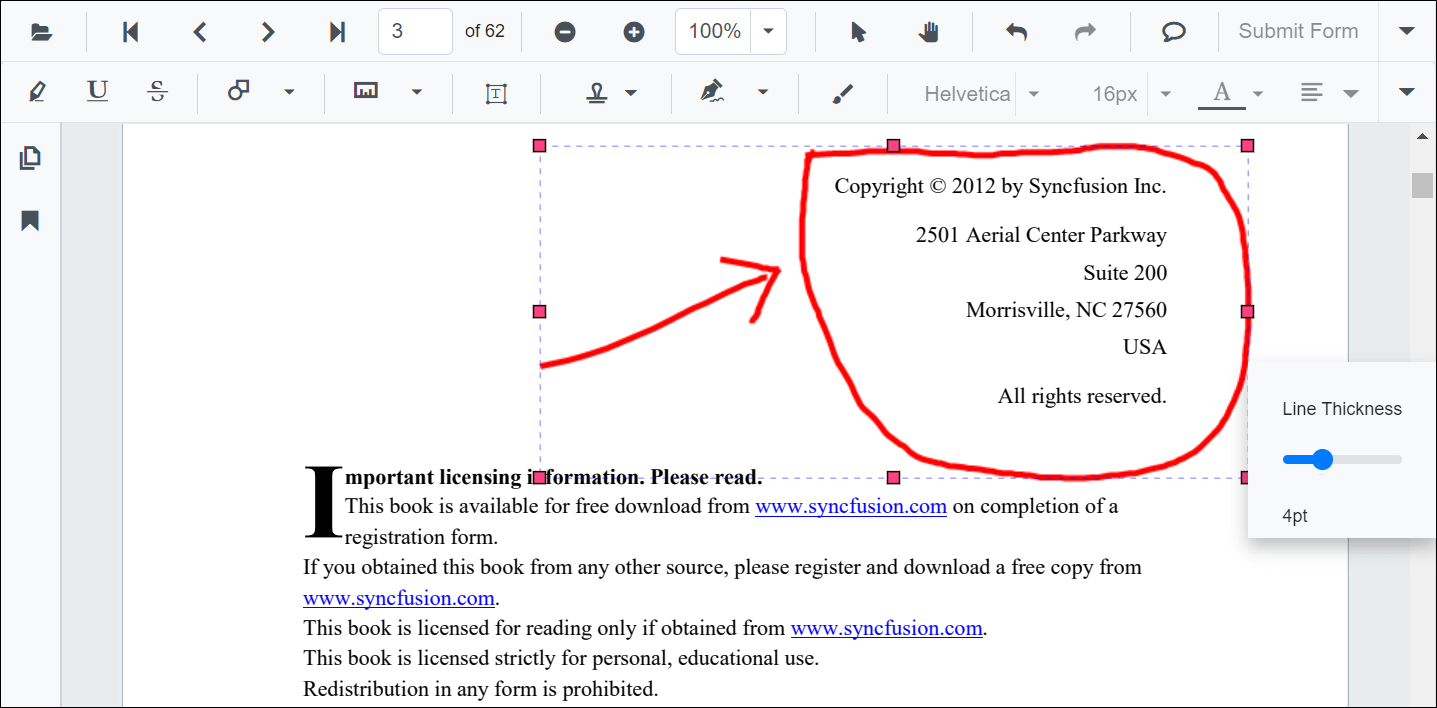 3 of 62 100% Submit Form
U S T Helvetica 16px A
Copyright © 2012 by Syncfusion Inc.
2501 Aerial Center Parkway
Suite 200
Morrisville, NC 27560
USA
All rights reserved.
Line Thickness
4pt
Important licensing information. Please read.
This book is available for free download from www.syncfusion.com on completion of a
registration form.
If you obtained this book from any other source, please register and download a free copy from
www.syncfusion.com.
This book is licensed for reading only if obtained from www.syncfusion.com.
This book is licensed strictly for personal, educational use.
Redistribution in any form is prohibited.